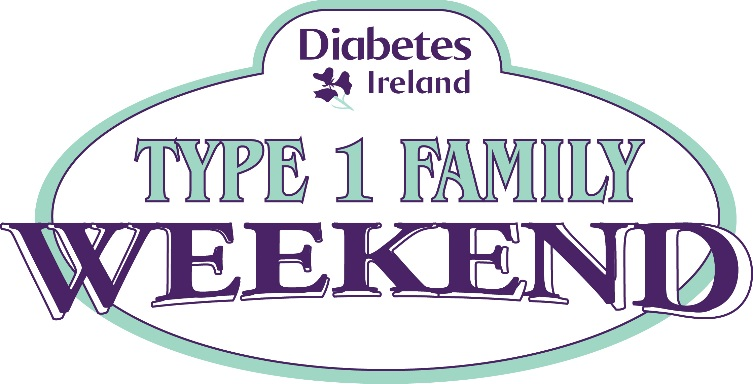 Diabetes
Ireland
TYPE 1 FAMILY
WEEKEND